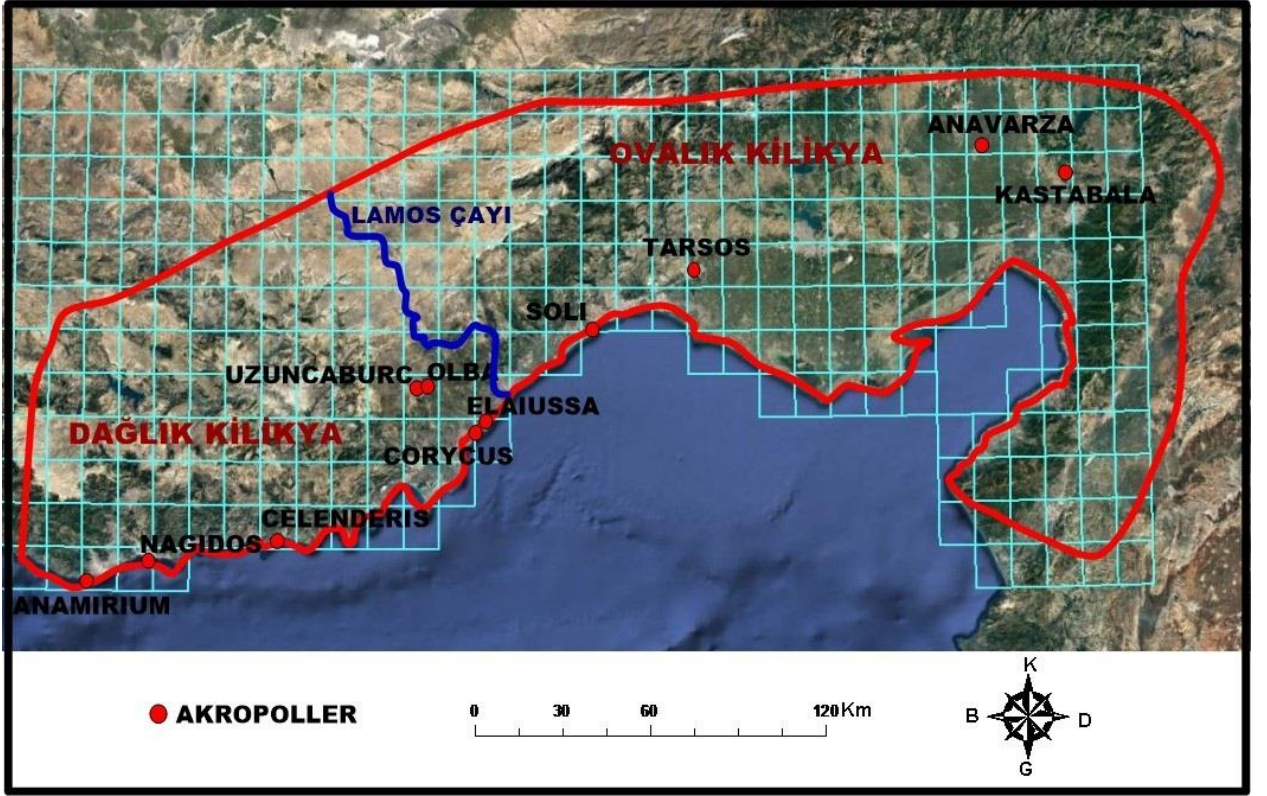 ANAVARZA
OVALIK KİLİKYA
KASTABALA
LAMOS ÇAYI
TARSOS
SOLI
UZUNCABURÇ OLBA
ELAIUSSA
DAĞLIK KİLİKYA
CORYCUS
CELENDERIS
NAGIDOS
ANAMIRIUM
AKROPOLLER
0 30 60 120 Km
K
B D
G